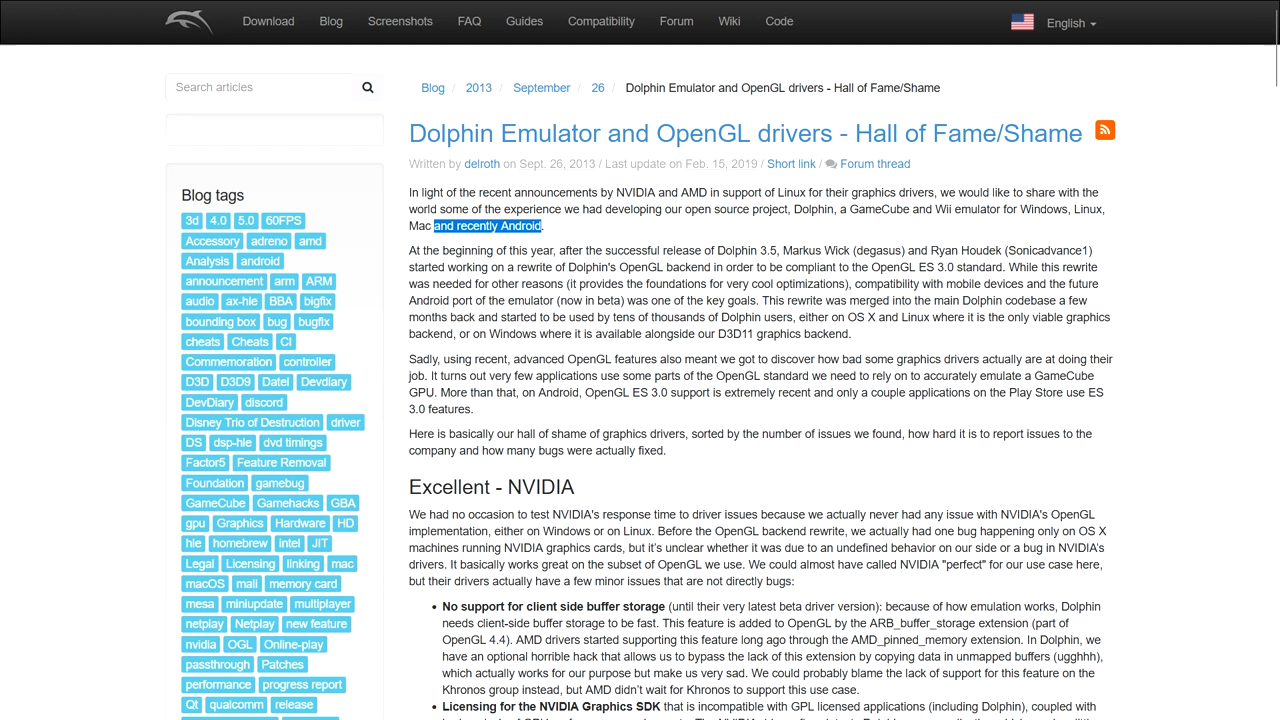 Download Blog Screenshots FAQ Guides Compatibility Forum Wiki Code English
Search articles
Blog / 2013 / September / 26 / Dolphin Emulator and OpenGL drivers - Hall of Fame/Shame
Dolphin Emulator and OpenGL drivers - Hall of Fame/Shame
Written by delroth on Sept. 26, 2013 / Last update on Feb. 15, 2019 / Short link / Forum thread
Blog tags
3d 4.0 5.0 60FPS
Accessory adreno amd
Analysis android
announcement arm ARM
audio ax-hle BBA bigfix
bounding box bug bugfix
cheats Cheats CI
Commemoration controller
D3D D3D9 Datel Devdiary
DevDiary discord
Disney Trio of Destruction driver
DS dsp-hle dvd timings
Factor5 Feature Removal
Foundation gamebug
GameCube Gamehacks GBA
gpu Graphics Hardware HD
hle homebrew intel JIT
Legal Licensing linking mac
macOS mali memory card
mesa miniupdate multiplayer
netplay Netplay new feature
nvidia OGL Online-play
passthrough Patches
performance progress report
Qt qualcomm release
In light of the recent announcements by NVIDIA and AMD in support of Linux for their graphics drivers, we would like to share with the
world some of the experience we had developing our open source project, Dolphin, a GameCube and Wii emulator for Windows, Linux,
Mac and recently Android.
At the beginning of this year, after the successful release of Dolphin 3.5, Markus Wick (degasus) and Ryan Houdek (Sonicadvance1)
started working on a rewrite of Dolphin's OpenGL backend in order to be compliant to the OpenGL ES 3.0 standard. While this rewrite
was needed for other reasons (it provides the foundations for very cool optimizations), compatibility with mobile devices and the future
Android port of the emulator (now in beta) was one of the key goals. This rewrite was merged into the main Dolphin codebase a few
months back and started to be used by tens of thousands of Dolphin users, either on OS X and Linux where it is the only viable graphics
backend, or on Windows where it is available alongside our D3D11 graphics backend.
Sadly, using recent, advanced OpenGL features also meant we got to discover how bad some graphics drivers actually are at doing their
job. It turns out very few applications use some parts of the OpenGL standard we need to rely on to accurately emulate a GameCube
GPU. More than that, on Android, OpenGL ES 3.0 support is extremely recent and only a couple applications on the Play Store use ES
3.0 features.
Here is basically our hall of shame of graphics drivers, sorted by the number of issues we found, how hard it is to report issues to the
company and how many bugs were actually fixed.
Excellent - NVIDIA
We had no occasion to test NVIDIA's response time to driver issues because we actually never had any issue with NVIDIA's OpenGL
implementation, either on Windows or on Linux. Before the OpenGL backend rewrite, we actually had one bug happening only on OS X
machines running NVIDIA graphics cards, but it's unclear whether it was due to an undefined behavior on our side or a bug in NVIDIA's
drivers. It basically works great on the subset of OpenGL we use. We could almost have called NVIDIA "perfect" for our use case here,
but their drivers actually have a few minor issues that are not directly bugs:
• No support for client side buffer storage (until their very latest beta driver version): because of how emulation works, Dolphin
needs client-side buffer storage to be fast. This feature is added to OpenGL by the ARB_buffer_storage extension (part of
OpenGL 4.4). AMD drivers started supporting this feature long ago through the AMD_pinned_memory extension. In Dolphin, we
have an optional horrible hack that allows us to bypass the lack of this extension by copying data in unmapped buffers (ugghhh),
which actually works for our purpose but make us very sad. We could probably blame the lack of support for this feature on the
Khronos group instead, but AMD didn't wait for Khronos to support this use case.
• Licensing for the NVIDIA Graphics SDK that is incompatible with GPL licensed applications (including Dolphin), coupled with